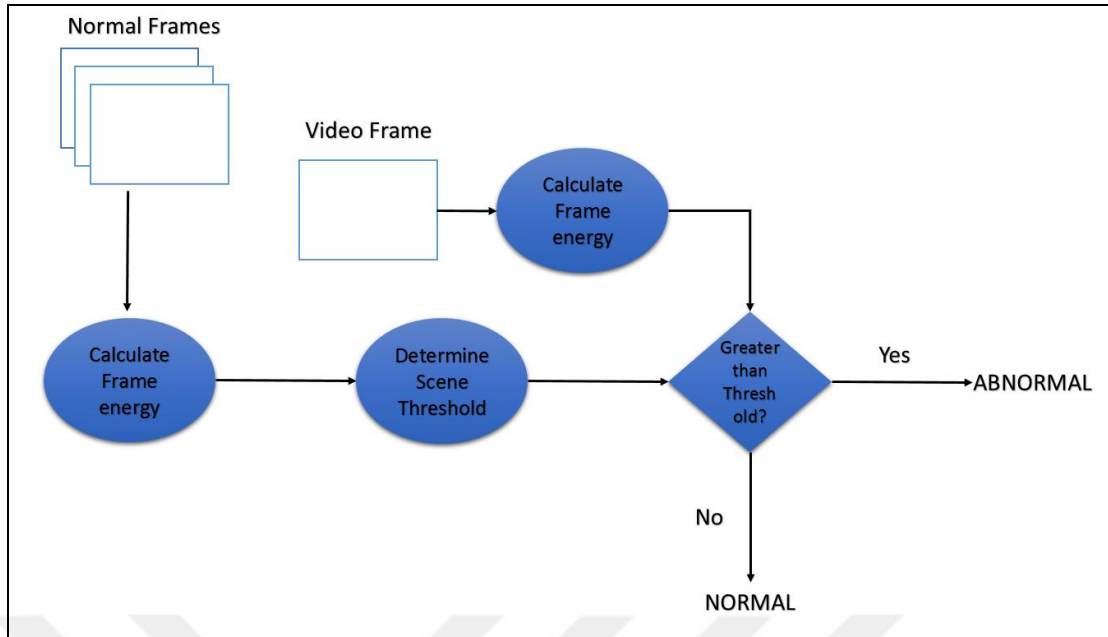 Normal Frames
Video Frame
Calculate
Frame
energy
Calculate
Frame
energy
Determine
Scene
Threshold
Greater
than
Thresh
old?
Yes
ABNORMAL
No
NORMAL